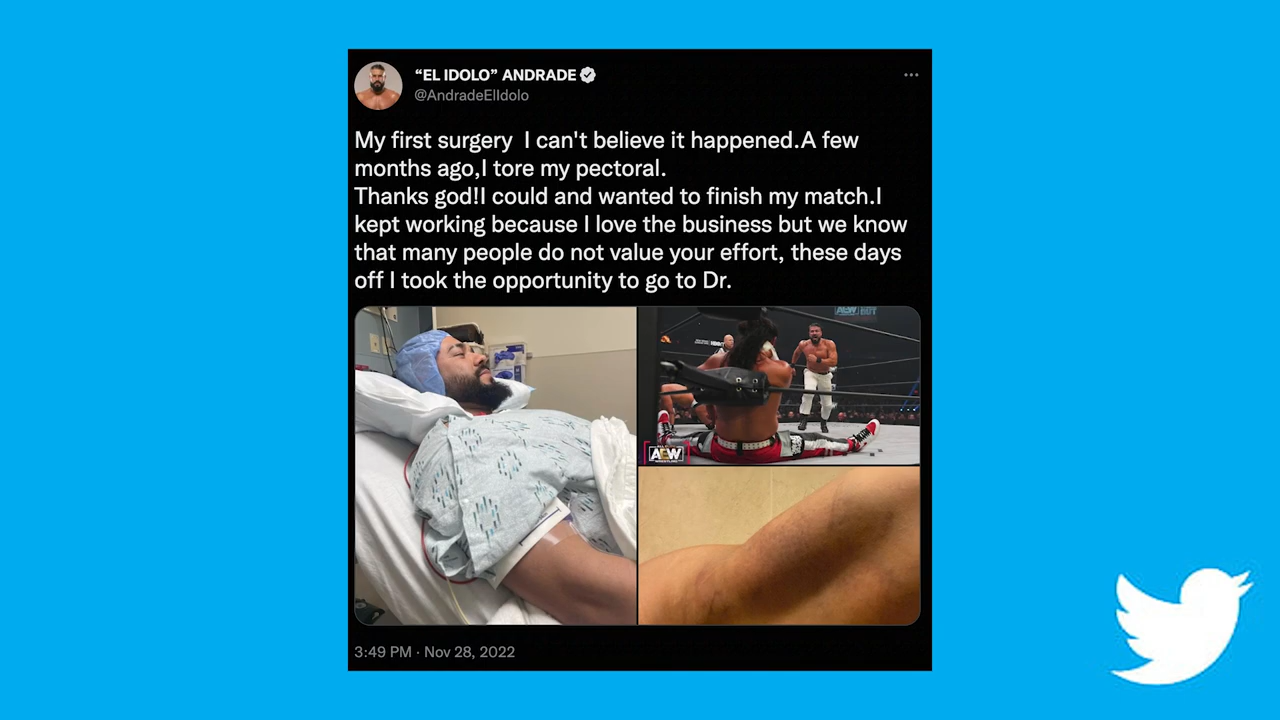 “EL IDOLO” ANDRADE
@AndradeElIdolo
My first surgery  I can't believe it happened.A few
months ago,I tore my pectoral.
Thanks god!I could and wanted to finish my match.I
kept working because I love the business but we know
that many people do not value your effort, these days
off I took the opportunity to go to Dr.
AEW
AEW
3:49 PM · Nov 28, 2022